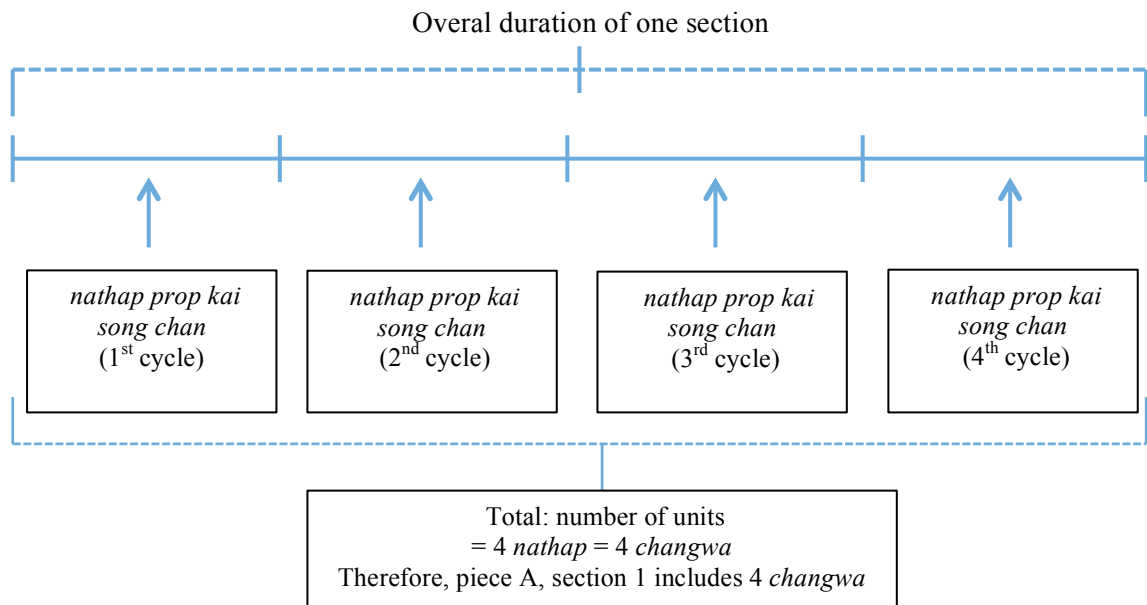 Overal duration of one section
nathap prop kai
song chan
(1st cycle)
nathap prop kai
song chan
(2nd cycle)
nathap prop kai
song chan
(3rd cycle)
nathap prop kai
song chan
(4th cycle)
Total: number of units
= 4 nathap = 4 changwa
Therefore, piece A, section 1 includes 4 changwa